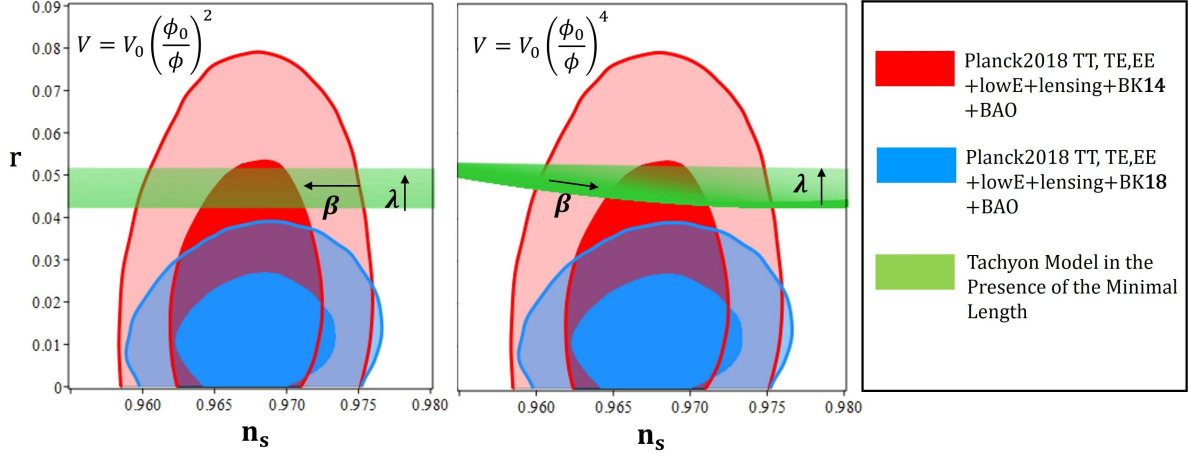 V = V₀ (ϕ₀/ϕ)²
0.09
0.08
0.07
0.06
0.05
0.04
0.03
0.02
0.01
0
r
β
λ
0.960 0.965 0.970 0.975 0.980
nₛ
V = V₀ (ϕ₀/ϕ)⁴
β
λ
0.960 0.965 0.970 0.975 0.980
nₛ
Planck2018 TT, TE,EE
+lowE+lensing+BK14
+BAO
Planck2018 TT, TE,EE
+lowE+lensing+BK18
+BAO
Tachyon Model in the
Presence of the Minimal
Length